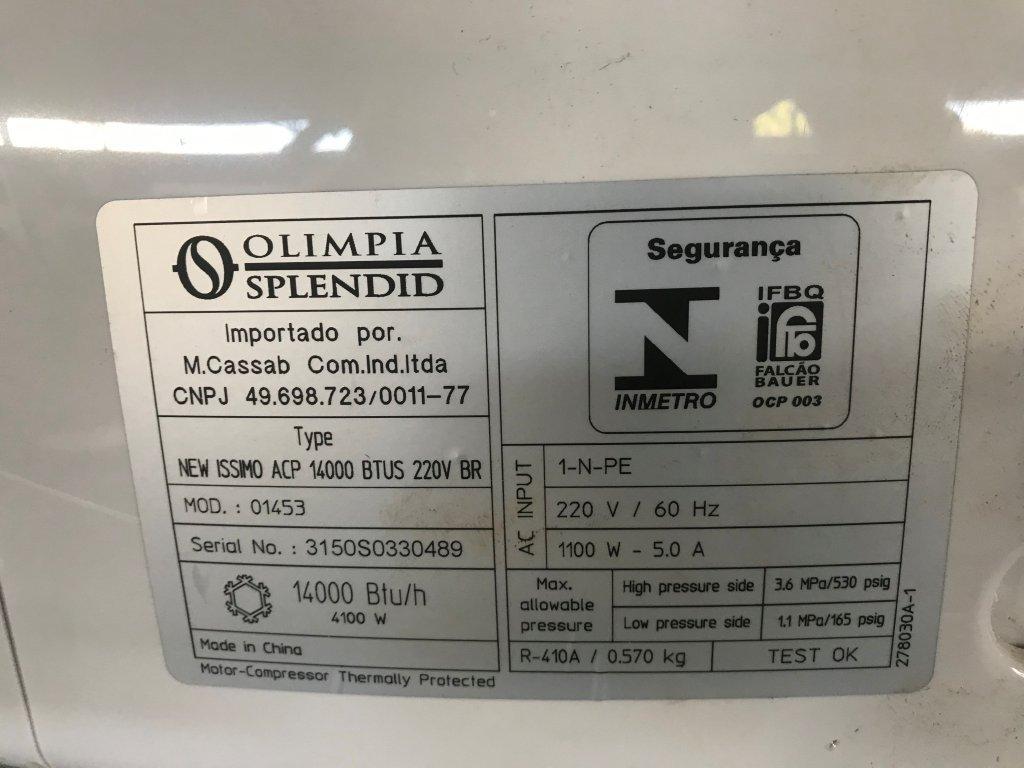 OLIMPIA
SPLENDID
Importado por.
M.Cassab Com.Ind.ltda
CNPJ 49.698.723/0011-77
Type
NEW ISSIMO ACP 14000 BTUS 220V BR
MOD. : 01453
Serial No. : 3150S0330489
14000 Btu/h
4100 W
Made in China
Motor-Compressor Thermally Protected
Segurança
INMETRO
IFBQ
FALCÃO
BAUER
OCP 003
AC INPUT
1-N-PE
220 V / 60 Hz
1100 W - 5.0 A
Max.
allowable
pressure
High pressure side
3.6 MPa/530 psig
Low pressure side
1.1 MPa/165 psig
R-410A / 0.570 kg
TEST OK
278030A-1